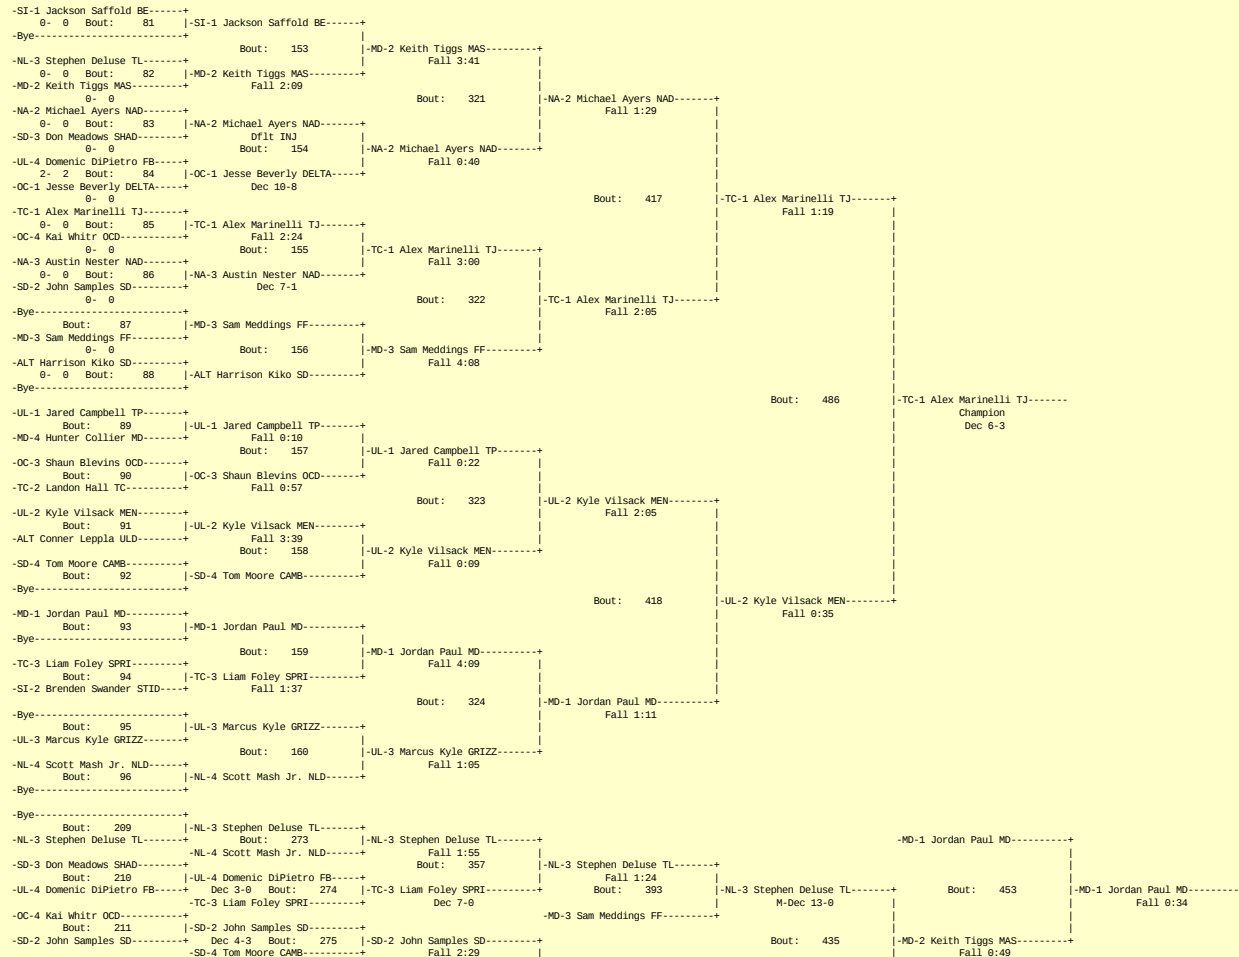 -SI-1 Jackson Saffold BE------+
0-  0   Bout:      81     |-SI-1 Jackson Saffold BE------+
-Bye--------------------------+                               |
Bout:    153         |-MD-2 Keith Tiggs MAS---------+
-NL-3 Stephen Deluse TL-------+                               |           Fall 3:41               |
0-  0   Bout:      82     |-MD-2 Keith Tiggs MAS---------+                               |
-MD-2 Keith Tiggs MAS---------+           Fall 2:09                                               |
0-  0                                                     Bout:    321         |-NA-2 Michael Ayers NAD-------+
-NA-2 Michael Ayers NAD-------+                                                               |           Fall 1:29               |
0-  0   Bout:      83     |-NA-2 Michael Ayers NAD-------+                               |                               |
-SD-3 Don Meadows SHAD--------+           Dflt INJ            |                               |                               |
0-  0                      Bout:    154         |-NA-2 Michael Ayers NAD-------+                               |
-UL-4 Domenic DiPietro FB-----+                               |           Fall 0:40                                               |
2-  2   Bout:      84     |-OC-1 Jesse Beverly DELTA-----+                                                               |
-OC-1 Jesse Beverly DELTA-----+           Dec 10-8                                                                                |
0-  0                                                                                     Bout:    417         |-TC-1 Alex Marinelli TJ-------+
-TC-1 Alex Marinelli TJ-------+                                                                                               |           Fall 1:19               |
0-  0   Bout:      85     |-TC-1 Alex Marinelli TJ-------+                                                               |                               |
-OC-4 Kai Whitr OCD-----------+           Fall 2:24           |                                                               |                               |
0-  0                      Bout:    155         |-TC-1 Alex Marinelli TJ-------+                               |                               |
-NA-3 Austin Nester NAD-------+                               |           Fall 3:00               |                               |                               |
0-  0   Bout:      86     |-NA-3 Austin Nester NAD-------+                               |                               |                               |
-SD-2 John Samples SD---------+           Dec 7-1                                                 |                               |                               |
0-  0                                                     Bout:    322         |-TC-1 Alex Marinelli TJ-------+                               |
-Bye--------------------------+                                                               |           Fall 2:05                                               |
Bout:      87         |-MD-3 Sam Meddings FF---------+                               |                                                               |
-MD-3 Sam Meddings FF---------+                               |                               |                                                               |
0-  0                      Bout:    156         |-MD-3 Sam Meddings FF---------+                                                               |
-ALT Harrison Kiko SD---------+                               |           Fall 4:08                                                                               |
0-  0   Bout:      88     |-ALT Harrison Kiko SD---------+                                                                                               |
-Bye--------------------------+                                                                                                                               |
Bout:    486         |-TC-1 Alex Marinelli TJ-------
-UL-1 Jared Campbell TP-------+                                                                                                                               |           Champion
Bout:      89         |-UL-1 Jared Campbell TP-------+                                                                                               |            Dec 6-3
-MD-4 Hunter Collier MD-------+           Fall 0:10           |                                                                                               |
Bout:    157         |-UL-1 Jared Campbell TP-------+                                                               |
-OC-3 Shaun Blevins OCD-------+                               |           Fall 0:22               |                                                               |
Bout:      90         |-OC-3 Shaun Blevins OCD-------+                               |                                                               |
-TC-2 Landon Hall TC----------+           Fall 0:57                                               |                                                               |
Bout:    323         |-UL-2 Kyle Vilsack MEN--------+                               |
-UL-2 Kyle Vilsack MEN--------+                                                               |           Fall 2:05               |                               |
Bout:      91         |-UL-2 Kyle Vilsack MEN--------+                               |                               |                               |
-ALT Conner Leppla ULD--------+           Fall 3:39           |                               |                               |                               |
Bout:    158         |-UL-2 Kyle Vilsack MEN--------+                               |                               |
-SD-4 Tom Moore CAMB----------+                               |           Fall 0:09                                               |                               |
Bout:      92         |-SD-4 Tom Moore CAMB----------+                                                               |                               |
-Bye--------------------------+                                                                                               |                               |
Bout:    418         |-UL-2 Kyle Vilsack MEN--------+
-MD-1 Jordan Paul MD----------+                                                                                               |           Fall 0:35
Bout:      93         |-MD-1 Jordan Paul MD----------+                                                               |
-Bye--------------------------+                               |                                                               |
Bout:    159         |-MD-1 Jordan Paul MD----------+                               |
-TC-3 Liam Foley SPRI---------+                               |           Fall 4:09               |                               |
Bout:      94         |-TC-3 Liam Foley SPRI---------+                               |                               |
-SI-2 Brenden Swander STID----+           Fall 1:37                                               |                               |
Bout:    324         |-MD-1 Jordan Paul MD----------+
-Bye--------------------------+                                                               |           Fall 1:11
Bout:      95         |-UL-3 Marcus Kyle GRIZZ-------+                               |
-UL-3 Marcus Kyle GRIZZ-------+                               |                               |
Bout:    160         |-UL-3 Marcus Kyle GRIZZ-------+
-NL-4 Scott Mash Jr. NLD------+                               |           Fall 1:05
Bout:      96         |-NL-4 Scott Mash Jr. NLD------+
-Bye--------------------------+
-Bye--------------------------+
Bout:    209         |-NL-3 Stephen Deluse TL-------+
-NL-3 Stephen Deluse TL-------+         Bout:    273         |-NL-3 Stephen Deluse TL-------+                                                               -MD-1 Jordan Paul MD----------+
-NL-4 Scott Mash Jr. NLD------+           Fall 1:55               |                                                                                               |
-SD-3 Don Meadows SHAD--------+                                     Bout:    357         |-NL-3 Stephen Deluse TL-------+                                                               |
Bout:    210         |-UL-4 Domenic DiPietro FB-----+                               |           Fall 1:24               |                                                               |
-UL-4 Domenic DiPietro FB-----+    Dec 3-0   Bout:    274    |-TC-3 Liam Foley SPRI---------+         Bout:    393         |-NL-3 Stephen Deluse TL-------+         Bout:    453         |-MD-1 Jordan Paul MD---------
-TC-3 Liam Foley SPRI---------+            Dec 7-0                                                |          M-Dec 13-0               |                               |           Fall 0:34
-OC-4 Kai Whitr OCD-----------+                                                               -MD-3 Sam Meddings FF---------+                               |                               |
Bout:    211         |-SD-2 John Samples SD---------+                                                                                               |                               |
-SD-2 John Samples SD---------+    Dec 4-3   Bout:    275    |-SD-2 John Samples SD---------+                                         Bout:    435         |-MD-2 Keith Tiggs MAS---------+
-SD-4 Tom Moore CAMB----------+           Fall 2:29               |                                                               |           Fall 0:49